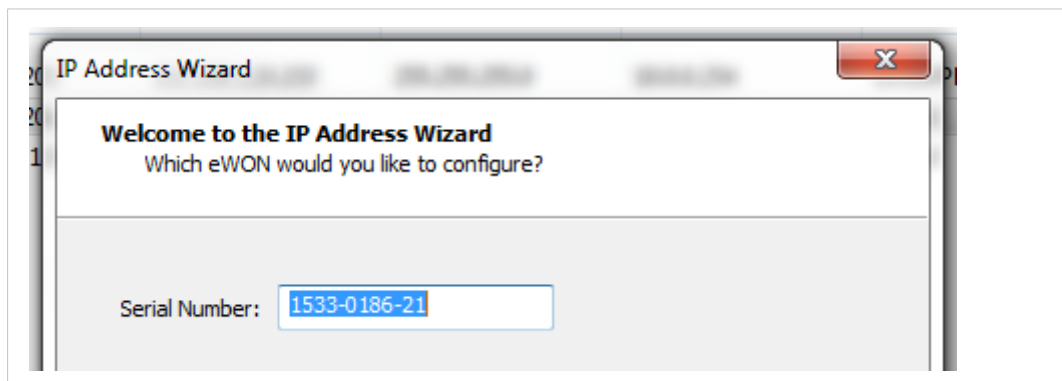 IP Address Wizard
Welcome to the IP Address Wizard
Which eWON would you like to configure?
Serial Number: 1533-0186-21